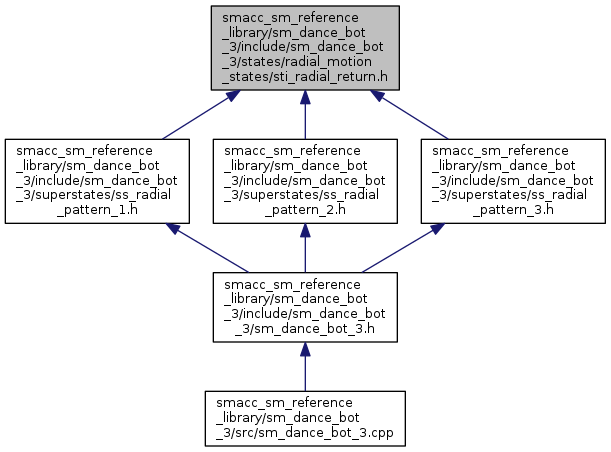 smacc_sm_reference
_library/sm_dance_bot
_3/include/sm_dance_bot
_3/states/radial_motion
_states/sti_radial_return.h
smacc_sm_reference
_library/sm_dance_bot
_3/include/sm_dance_bot
_3/superstates/ss_radial
_pattern_1.h
smacc_sm_reference
_library/sm_dance_bot
_3/include/sm_dance_bot
_3/superstates/ss_radial
_pattern_2.h
smacc_sm_reference
_library/sm_dance_bot
_3/include/sm_dance_bot
_3/superstates/ss_radial
_pattern_3.h
smacc_sm_reference
_library/sm_dance_bot
_3/include/sm_dance_bot
_3/sm_dance_bot_3.h
smacc_sm_reference
_library/sm_dance_bot
_3/src/sm_dance_bot_3.cpp